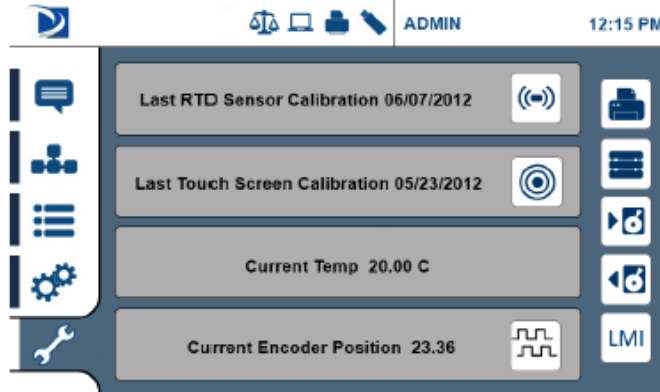 ADMIN
12:15 PM
Last RTD Sensor Calibration 06/07/2012
Last Touch Screen Calibration 05/23/2012
Current Temp 20.00 C
Current Encoder Position 23.36
LMI